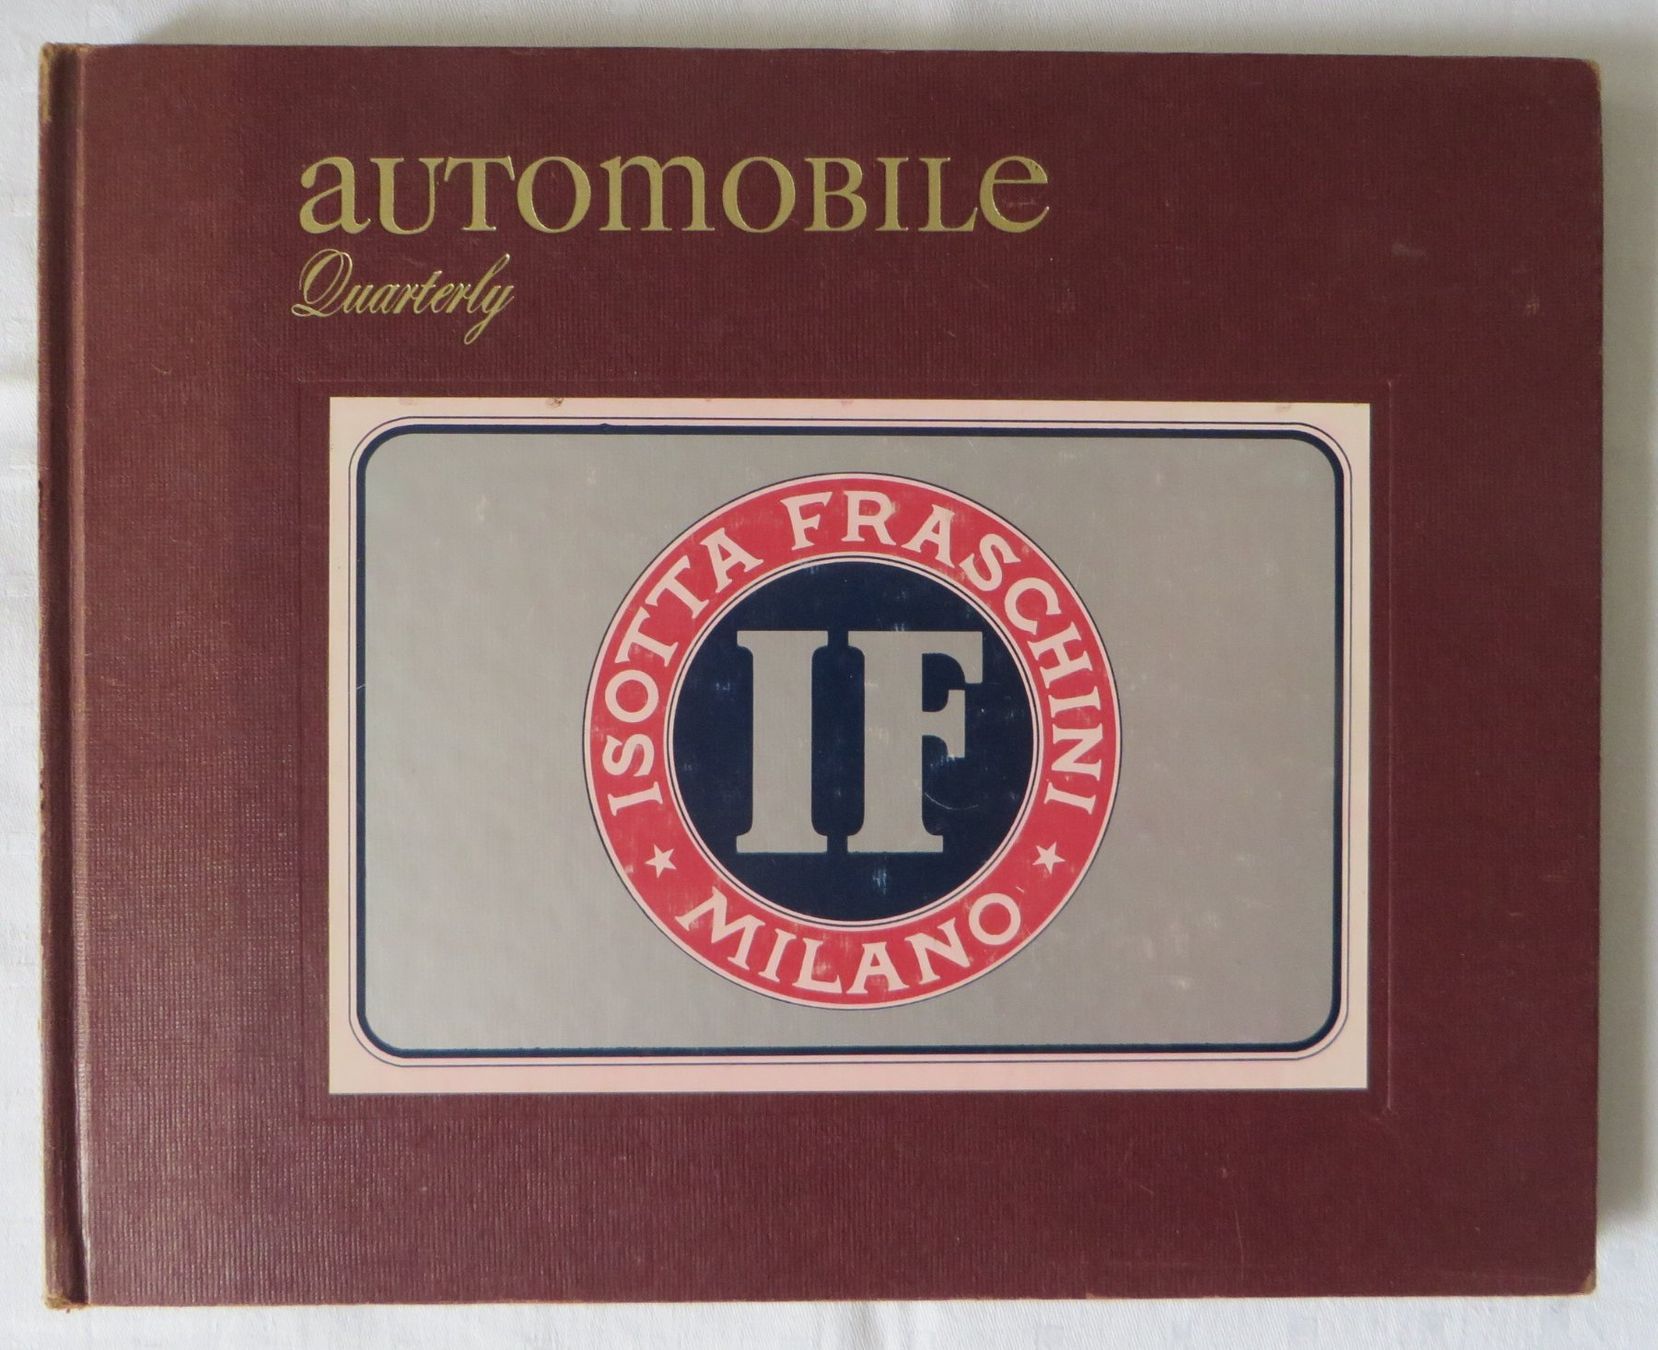 aUTOmOBILe
Quarterly
ISOTTA FRASCHINI
IF
★ MILANO ★